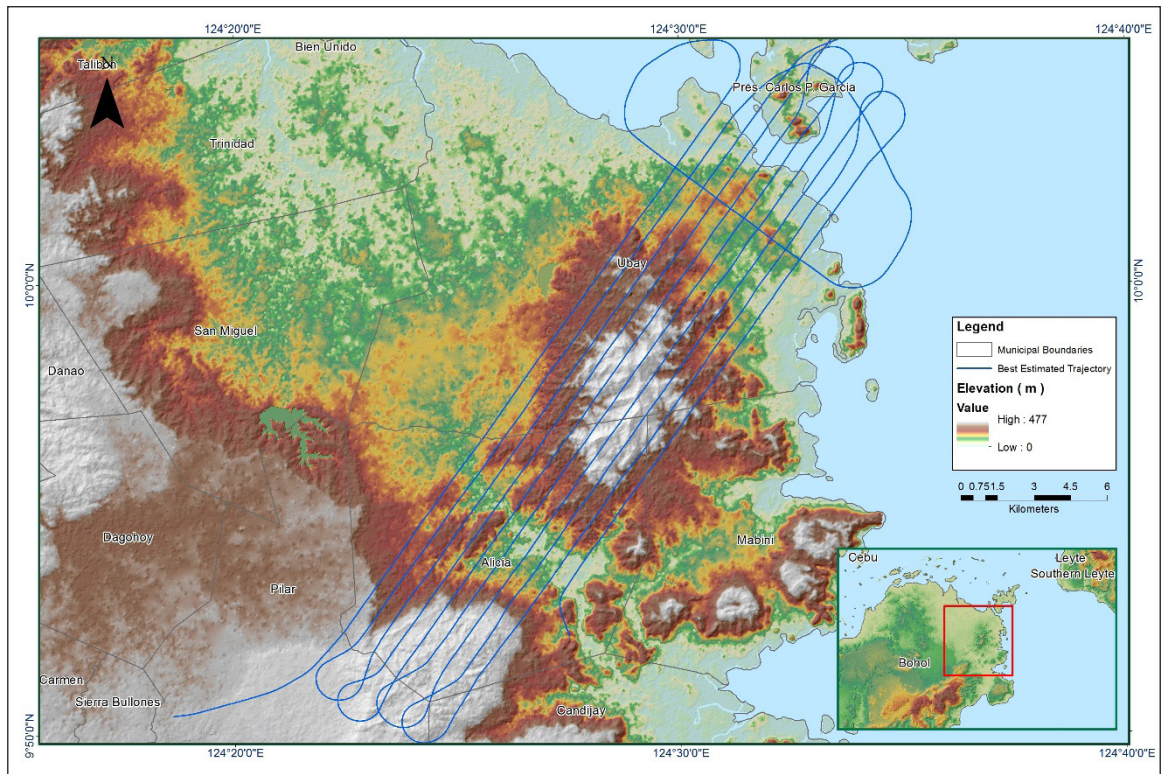 124°20'0"E
124°30'0"E
124°40'0"E
Bien Unido
Talibon
N
Pres. Carlos P. Garcia
Trinidad
Ubay
10°0'0"N
10°0'0"N
San Miguel
Danao
Legend
Municipal Boundaries
Best Estimated Trajectory
Elevation ( m )
Value
High : 477
Low : 0
0 0.75 1.5 3 4.5 6
Kilometers
Dagohoy
Mabini
Alicia
Pilar
Cebu
Leyte
Southern Leyte
Bohol
Carmen
Sierra Bullones
Candijay
9°50'0"N
9°50'0"N
124°20'0"E
124°30'0"E
124°40'0"E